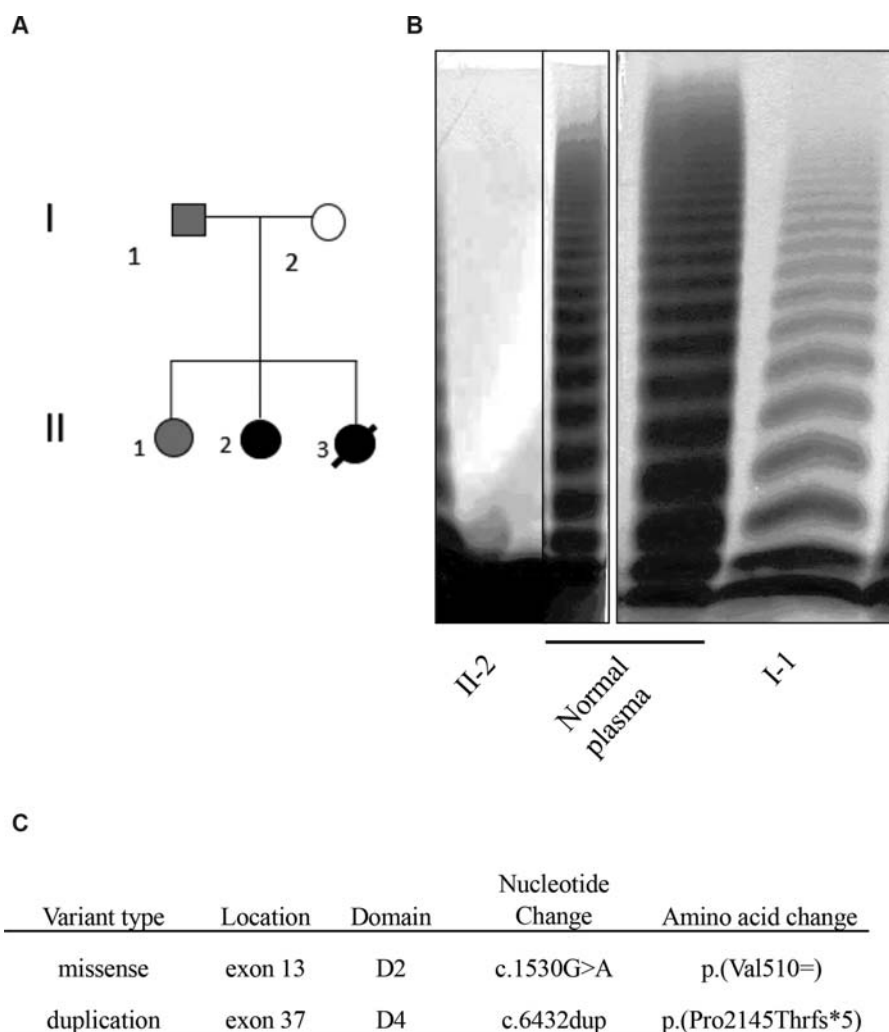 A
B
I
1
2
II
1
2
3
II-2
Normal
plasma
I-1
C
Nucleotide
Variant type Location Domain Change Amino acid change
missense exon 13 D2 c.1530G>A p.(Val510=)
duplication exon 37 D4 c.6432dup p.(Pro2145Thrfs*5)